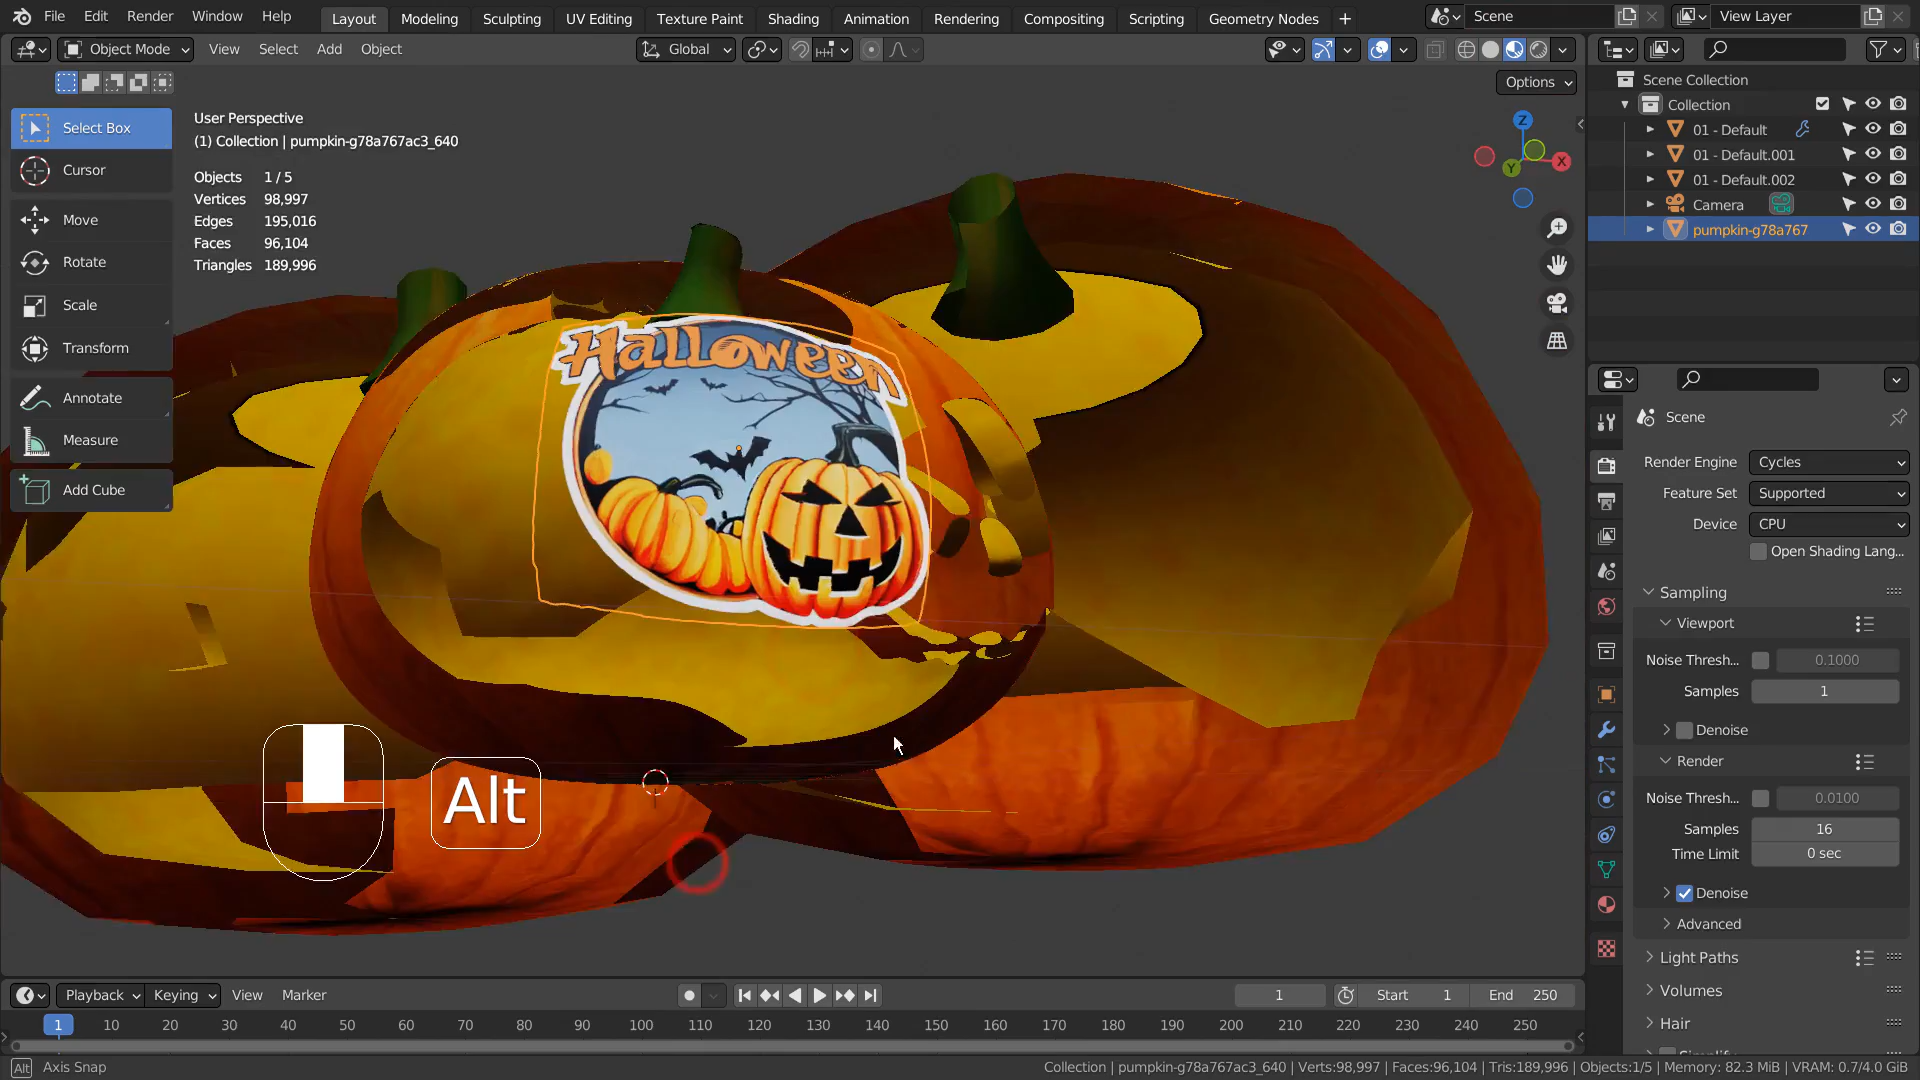 File Edit Render Window Help Layout Modeling Sculpting UV Editing Texture Paint Shading Animation Rendering Compositing Scripting Geometry Nodes + Scene View Layer
Object Mode View Select Add Object Global
Options
Select Box
Cursor
Move
Rotate
Scale
Transform
Annotate
Measure
Add Cube
User Perspective
(1) Collection | pumpkin-g78a767ac3_640
Objects 1 / 5
Vertices 98,997
Edges 195,016
Faces 96,104
Triangles 189,996
Z
X
Y
Halloween
Alt
Scene Collection
Collection
01 - Default
01 - Default.001
01 - Default.002
Camera
pumpkin-g78a767
Scene
Render Engine Cycles
Feature Set Supported
Device CPU
Open Shading Lang...
Sampling
Viewport
Noise Thresh... 0.1000
Samples 1
Denoise
Render
Noise Thresh... 0.0100
Samples 16
Time Limit 0 sec
Denoise
Advanced
Light Paths
Volumes
Hair
Playback Keying View Marker 1 Start 1 End 250
1 10 20 30 40 50 60 70 80 90 100 110 120 130 140 150 160 170 180 190 200 210 220 230 240 250
Alt Axis Snap Collection | pumpkin-g78a767ac3_640 | Verts:98,997 | Faces:96,104 | Tris:189,996 | Objects:1/5 | Memory: 82.3 MiB | VRAM: 0.7/4.0 GiB